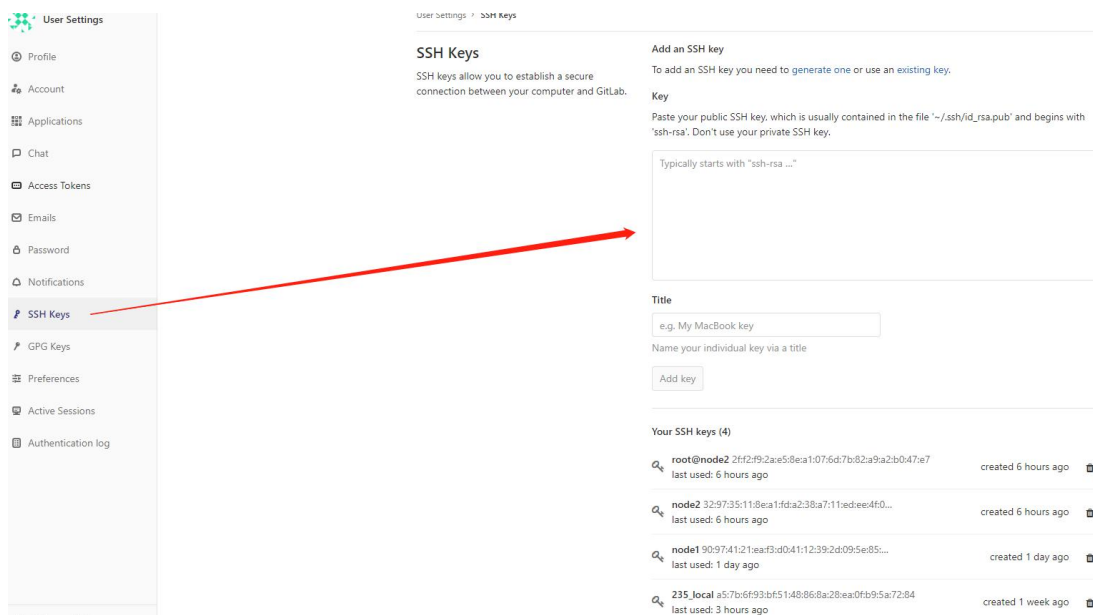 User Settings
Profile
Account
Applications
Chat
Access Tokens
Emails
Password
Notifications
SSH Keys
GPG Keys
Preferences
Active Sessions
Authentication log
User Settings › SSH Keys
SSH Keys
SSH keys allow you to establish a secure
connection between your computer and GitLab.
Add an SSH key
To add an SSH key you need to generate one or use an existing key.
Key
Paste your public SSH key, which is usually contained in the file '~/.ssh/id_rsa.pub' and begins with
'ssh-rsa'. Don't use your private SSH key.
Typically starts with "ssh-rsa ..."
Title
e.g. My MacBook key
Name your individual key via a title
Add key
Your SSH keys (4)
root@node2 2f:f2:f9:2a:e5:8e:a1:07:6d:7b:82:a9:a2:b0:47:e7
last used: 6 hours ago
created 6 hours ago
node2 32:97:35:11:8e:a1:fd:a2:38:a7:11:ed:ee:4f:0...
last used: 6 hours ago
created 6 hours ago
node1 90:97:41:21:ea:f3:d0:41:12:39:2d:09:5e:85:...
last used: 1 day ago
created 1 day ago
235_local a5:7b:6f:93:bf:51:48:86:8a:28:ea:0f:b9:5a:72:84
last used: 3 hours ago
created 1 week ago